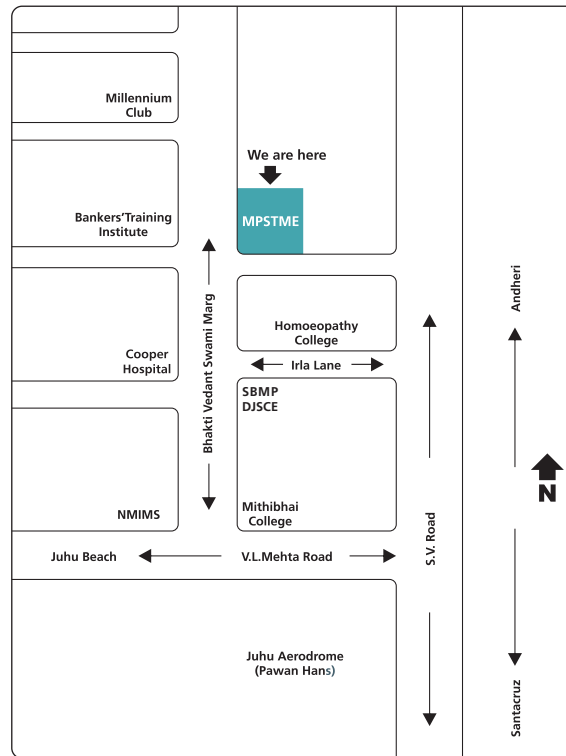 Millennium
Club
We are here
MPSTME
Bankers'Training
Institute
Andheri
Homoeopathy
College
Cooper
Hospital
Bhakti Vedant Swami Marg
Irla Lane
SBMP
DJSCE
N
NMIMS
Mithibhai
College
S.V. Road
Juhu Beach
V.L.Mehta Road
Juhu Aerodrome
(Pawan Hans)
Santacruz